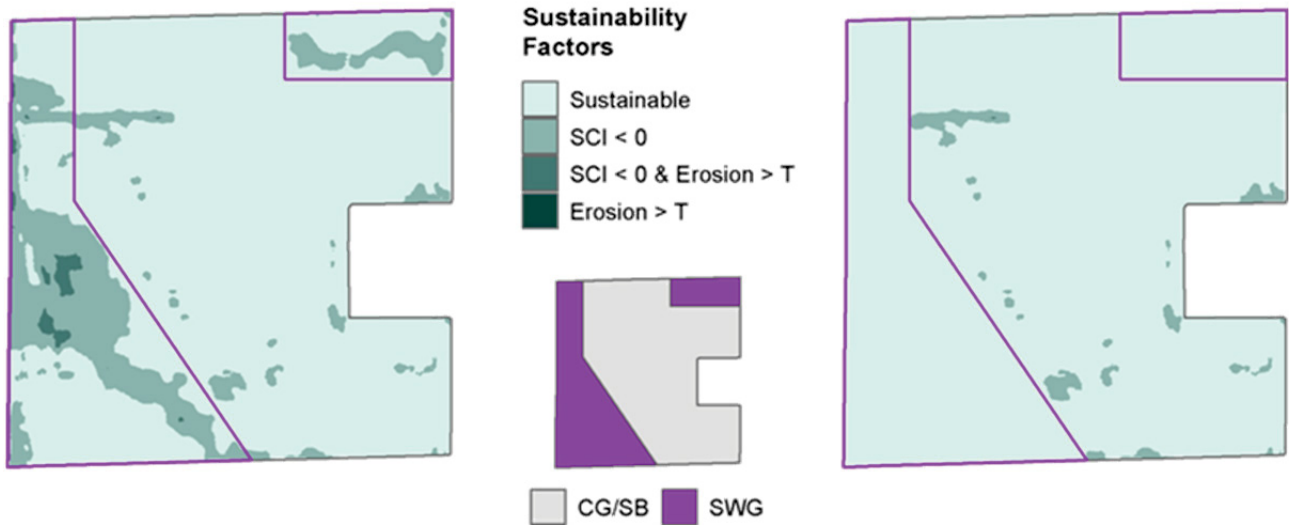 Sustainability
Factors
Sustainable
SCI < 0
SCI < 0 & Erosion > T
Erosion > T
CG/SB
SWG